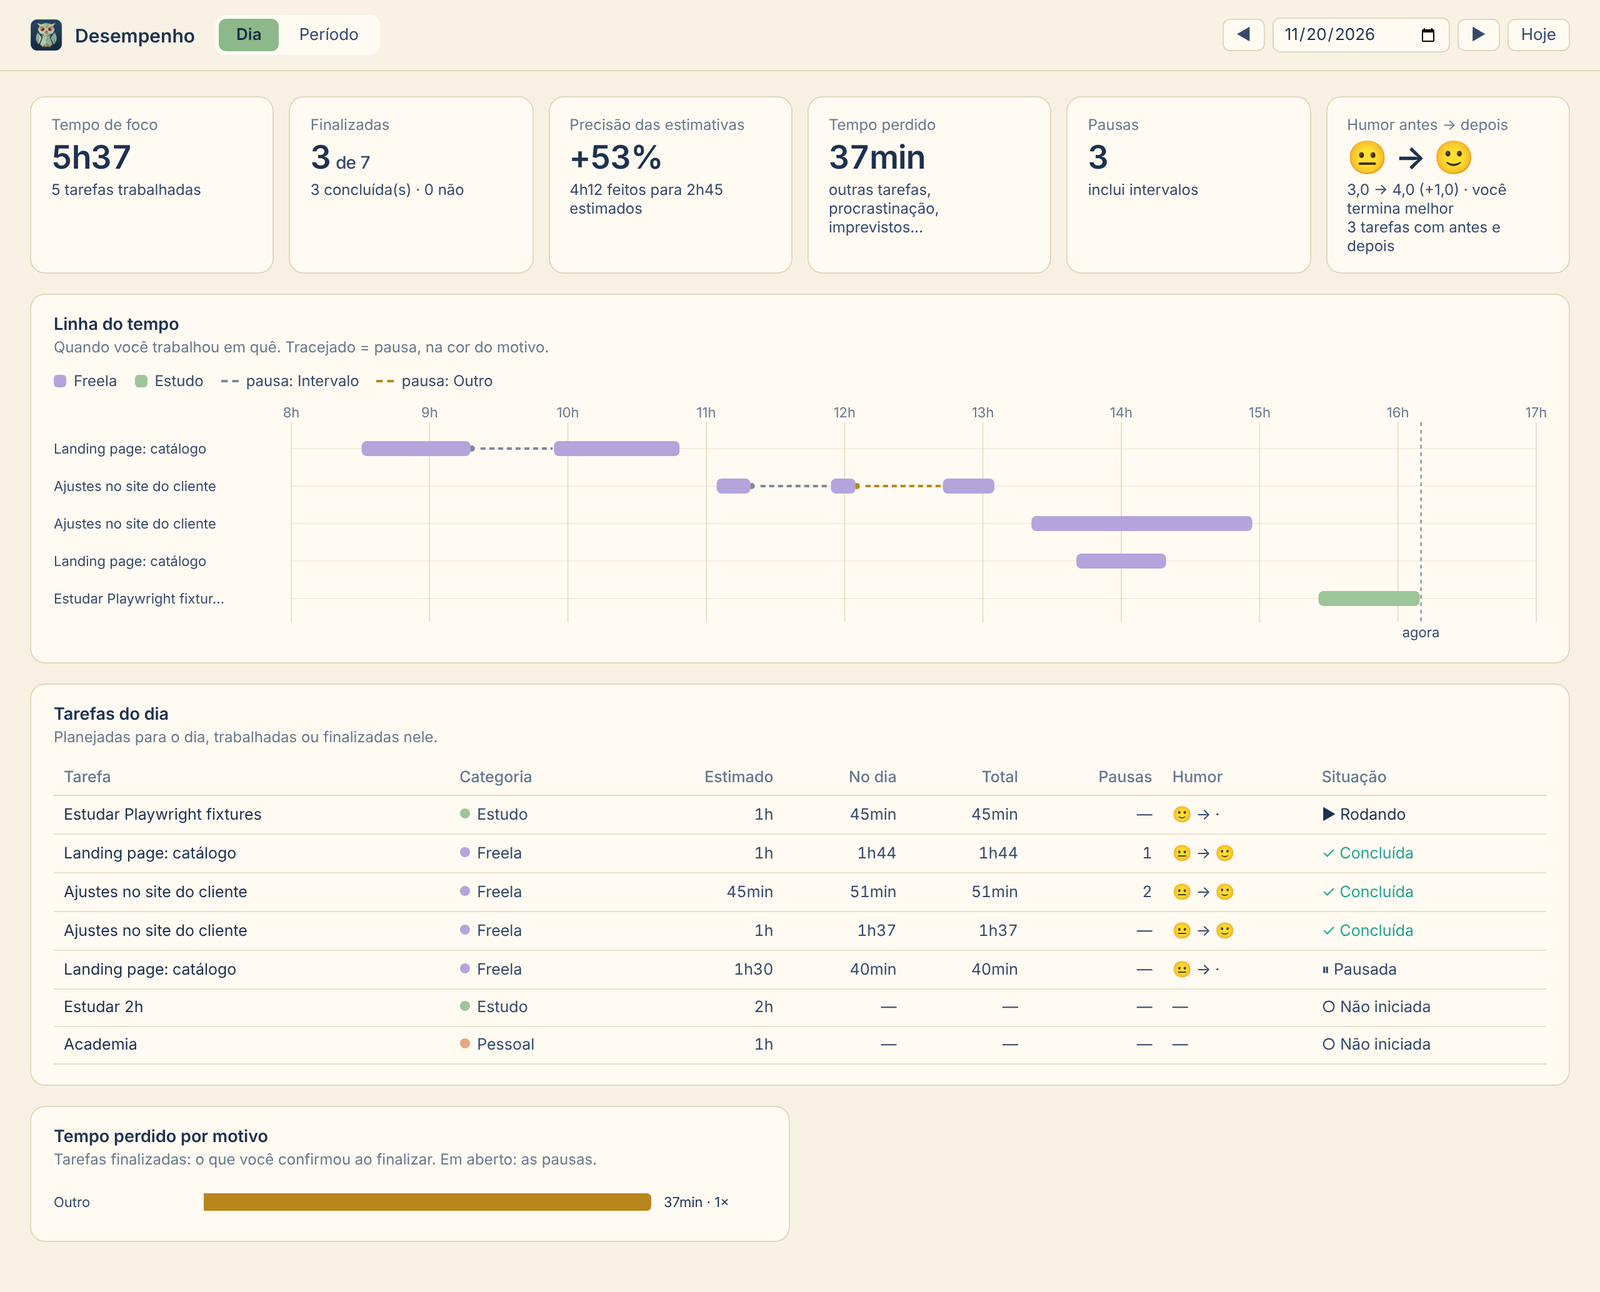 Desempenho
Dia
Período
◀
11/20/2026
▶
Hoje
Tempo de foco
5h37
5 tarefas trabalhadas
Finalizadas
3 de 7
3 concluída(s) · 0 não
Precisão das estimativas
+53%
4h12 feitos para 2h45
estimados
Tempo perdido
37min
outras tarefas,
procrastinação,
imprevistos...
Pausas
3
inclui intervalos
Humor antes → depois
😐 → 🙂
3,0 → 4,0 (+1,0) · você
termina melhor
3 tarefas com antes e
depois
Linha do tempo
Quando você trabalhou em quê. Tracejado = pausa, na cor do motivo.
Freela Estudo pausa: Intervalo pausa: Outro
8h 9h 10h 11h 12h 13h 14h 15h 16h 17h
Landing page: catálogo
Ajustes no site do cliente
Ajustes no site do cliente
Landing page: catálogo
Estudar Playwright fixtur...
agora
Tarefas do dia
Planejadas para o dia, trabalhadas ou finalizadas nele.
Tarefa Categoria Estimado No dia Total Pausas Humor Situação
Estudar Playwright fixtures Estudo 1h 45min 45min — 🙂 → · ▶ Rodando
Landing page: catálogo Freela 1h 1h44 1h44 1 😐 → 🙂 ✓ Concluída
Ajustes no site do cliente Freela 45min 51min 51min 2 😐 → 🙂 ✓ Concluída
Ajustes no site do cliente Freela 1h 1h37 1h37 — 😐 → 🙂 ✓ Concluída
Landing page: catálogo Freela 1h30 40min 40min — 😐 → · ⏸ Pausada
Estudar 2h Estudo 2h — — — — ○ Não iniciada
Academia Pessoal 1h — — — — ○ Não iniciada
Tempo perdido por motivo
Tarefas finalizadas: o que você confirmou ao finalizar. Em aberto: as pausas.
Outro 37min · 1×